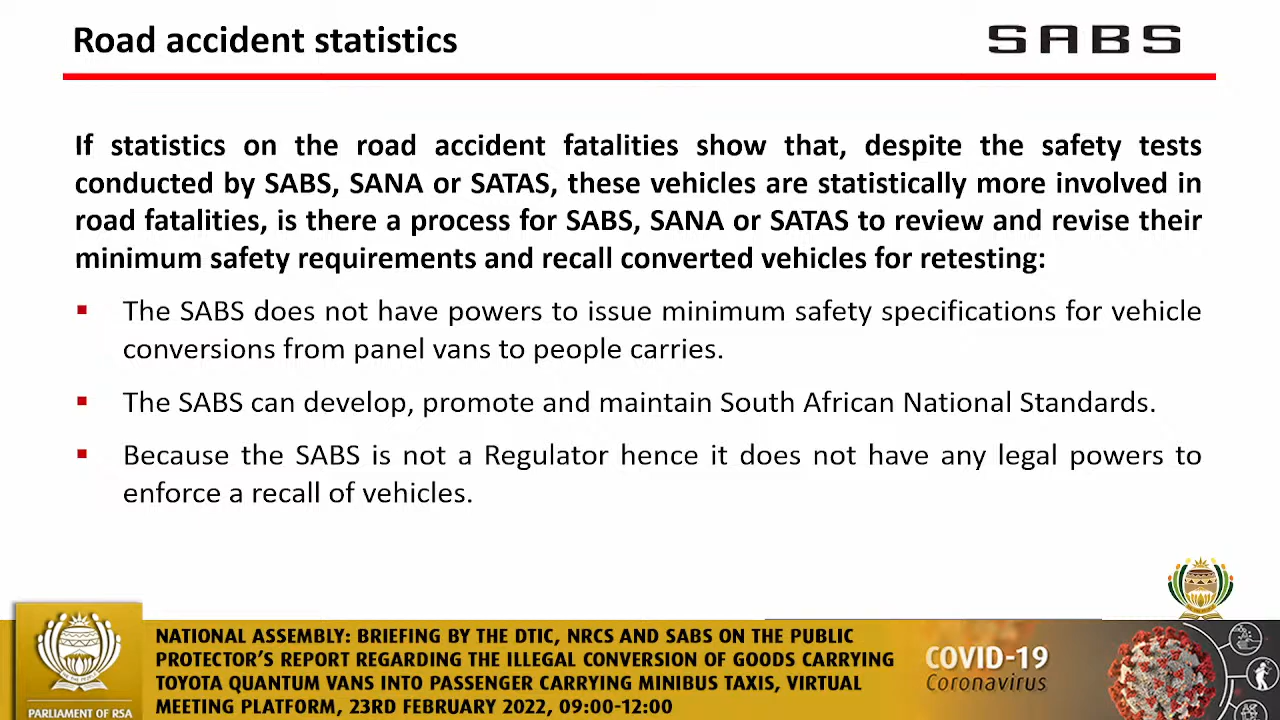 Road accident statistics
SABS
If statistics on the road accident fatalities show that, despite the safety tests
conducted by SABS, SANA or SATAS, these vehicles are statistically more involved in
road fatalities, is there a process for SABS, SANA or SATAS to review and revise their
minimum safety requirements and recall converted vehicles for retesting:
The SABS does not have powers to issue minimum safety specifications for vehicle
conversions from panel vans to people carries.
The SABS can develop, promote and maintain South African National Standards.
Because the SABS is not a Regulator hence it does not have any legal powers to
enforce a recall of vehicles.
NATIONAL ASSEMBLY: BRIEFING BY THE DTIC, NRCS AND SABS ON THE PUBLIC
PROTECTOR'S REPORT REGARDING THE ILLEGAL CONVERSION OF GOODS CARRYING
TOYOTA QUANTUM VANS INTO PASSENGER CARRYING MINIBUS TAXIS, VIRTUAL
MEETING PLATFORM, 23RD FEBRUARY 2022, 09:00-12:00
PARLIAMENT OF RSA
COVID-19
Coronavirus